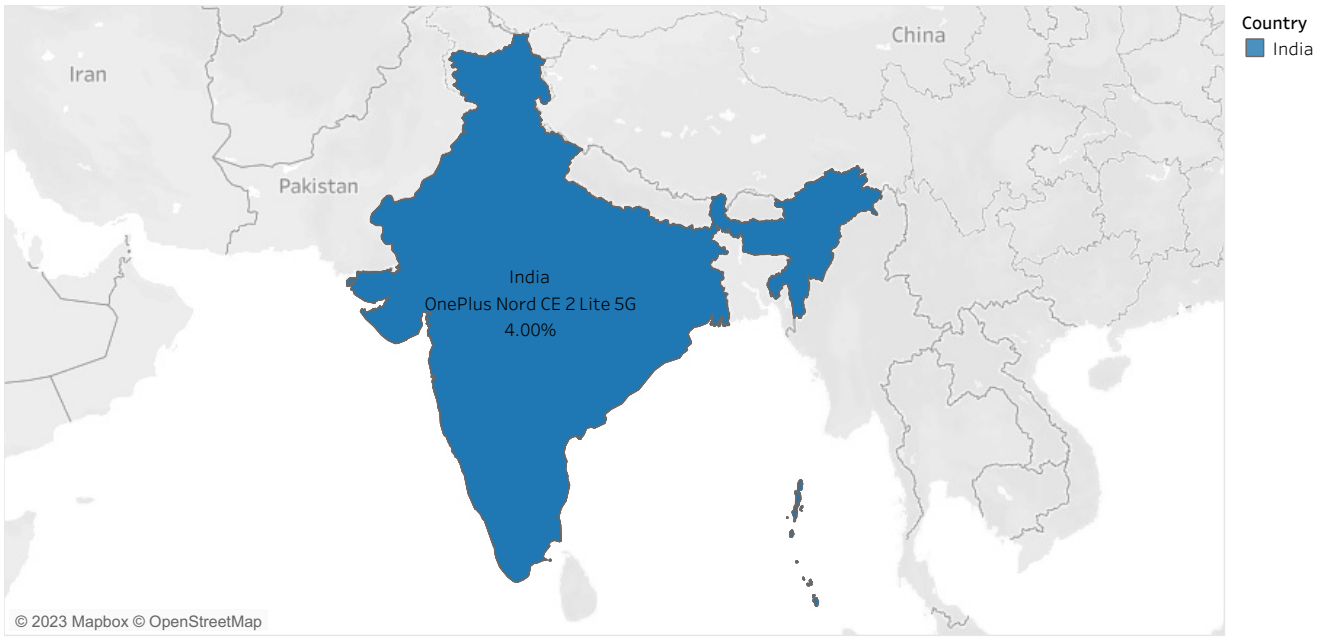 Country
India
China
Iran
Pakistan
India
OnePlus Nord CE 2 Lite 5G
4.00%
© 2023 Mapbox © OpenStreetMap